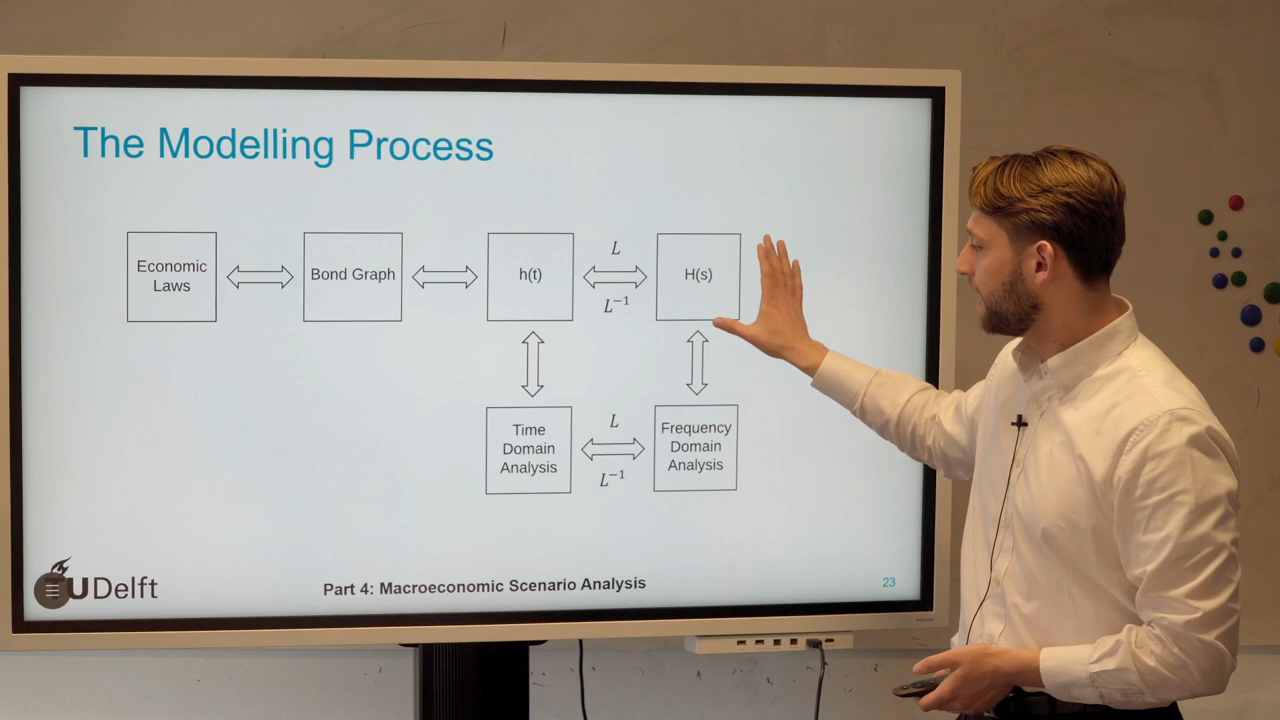 The Modelling Process
Economic
Laws
Bond Graph
h(t)
L
L⁻¹
H(s)
Time
Domain
Analysis
L
L⁻¹
Frequency
Domain
Analysis
TUDelft
Part 4: Macroeconomic Scenario Analysis
23